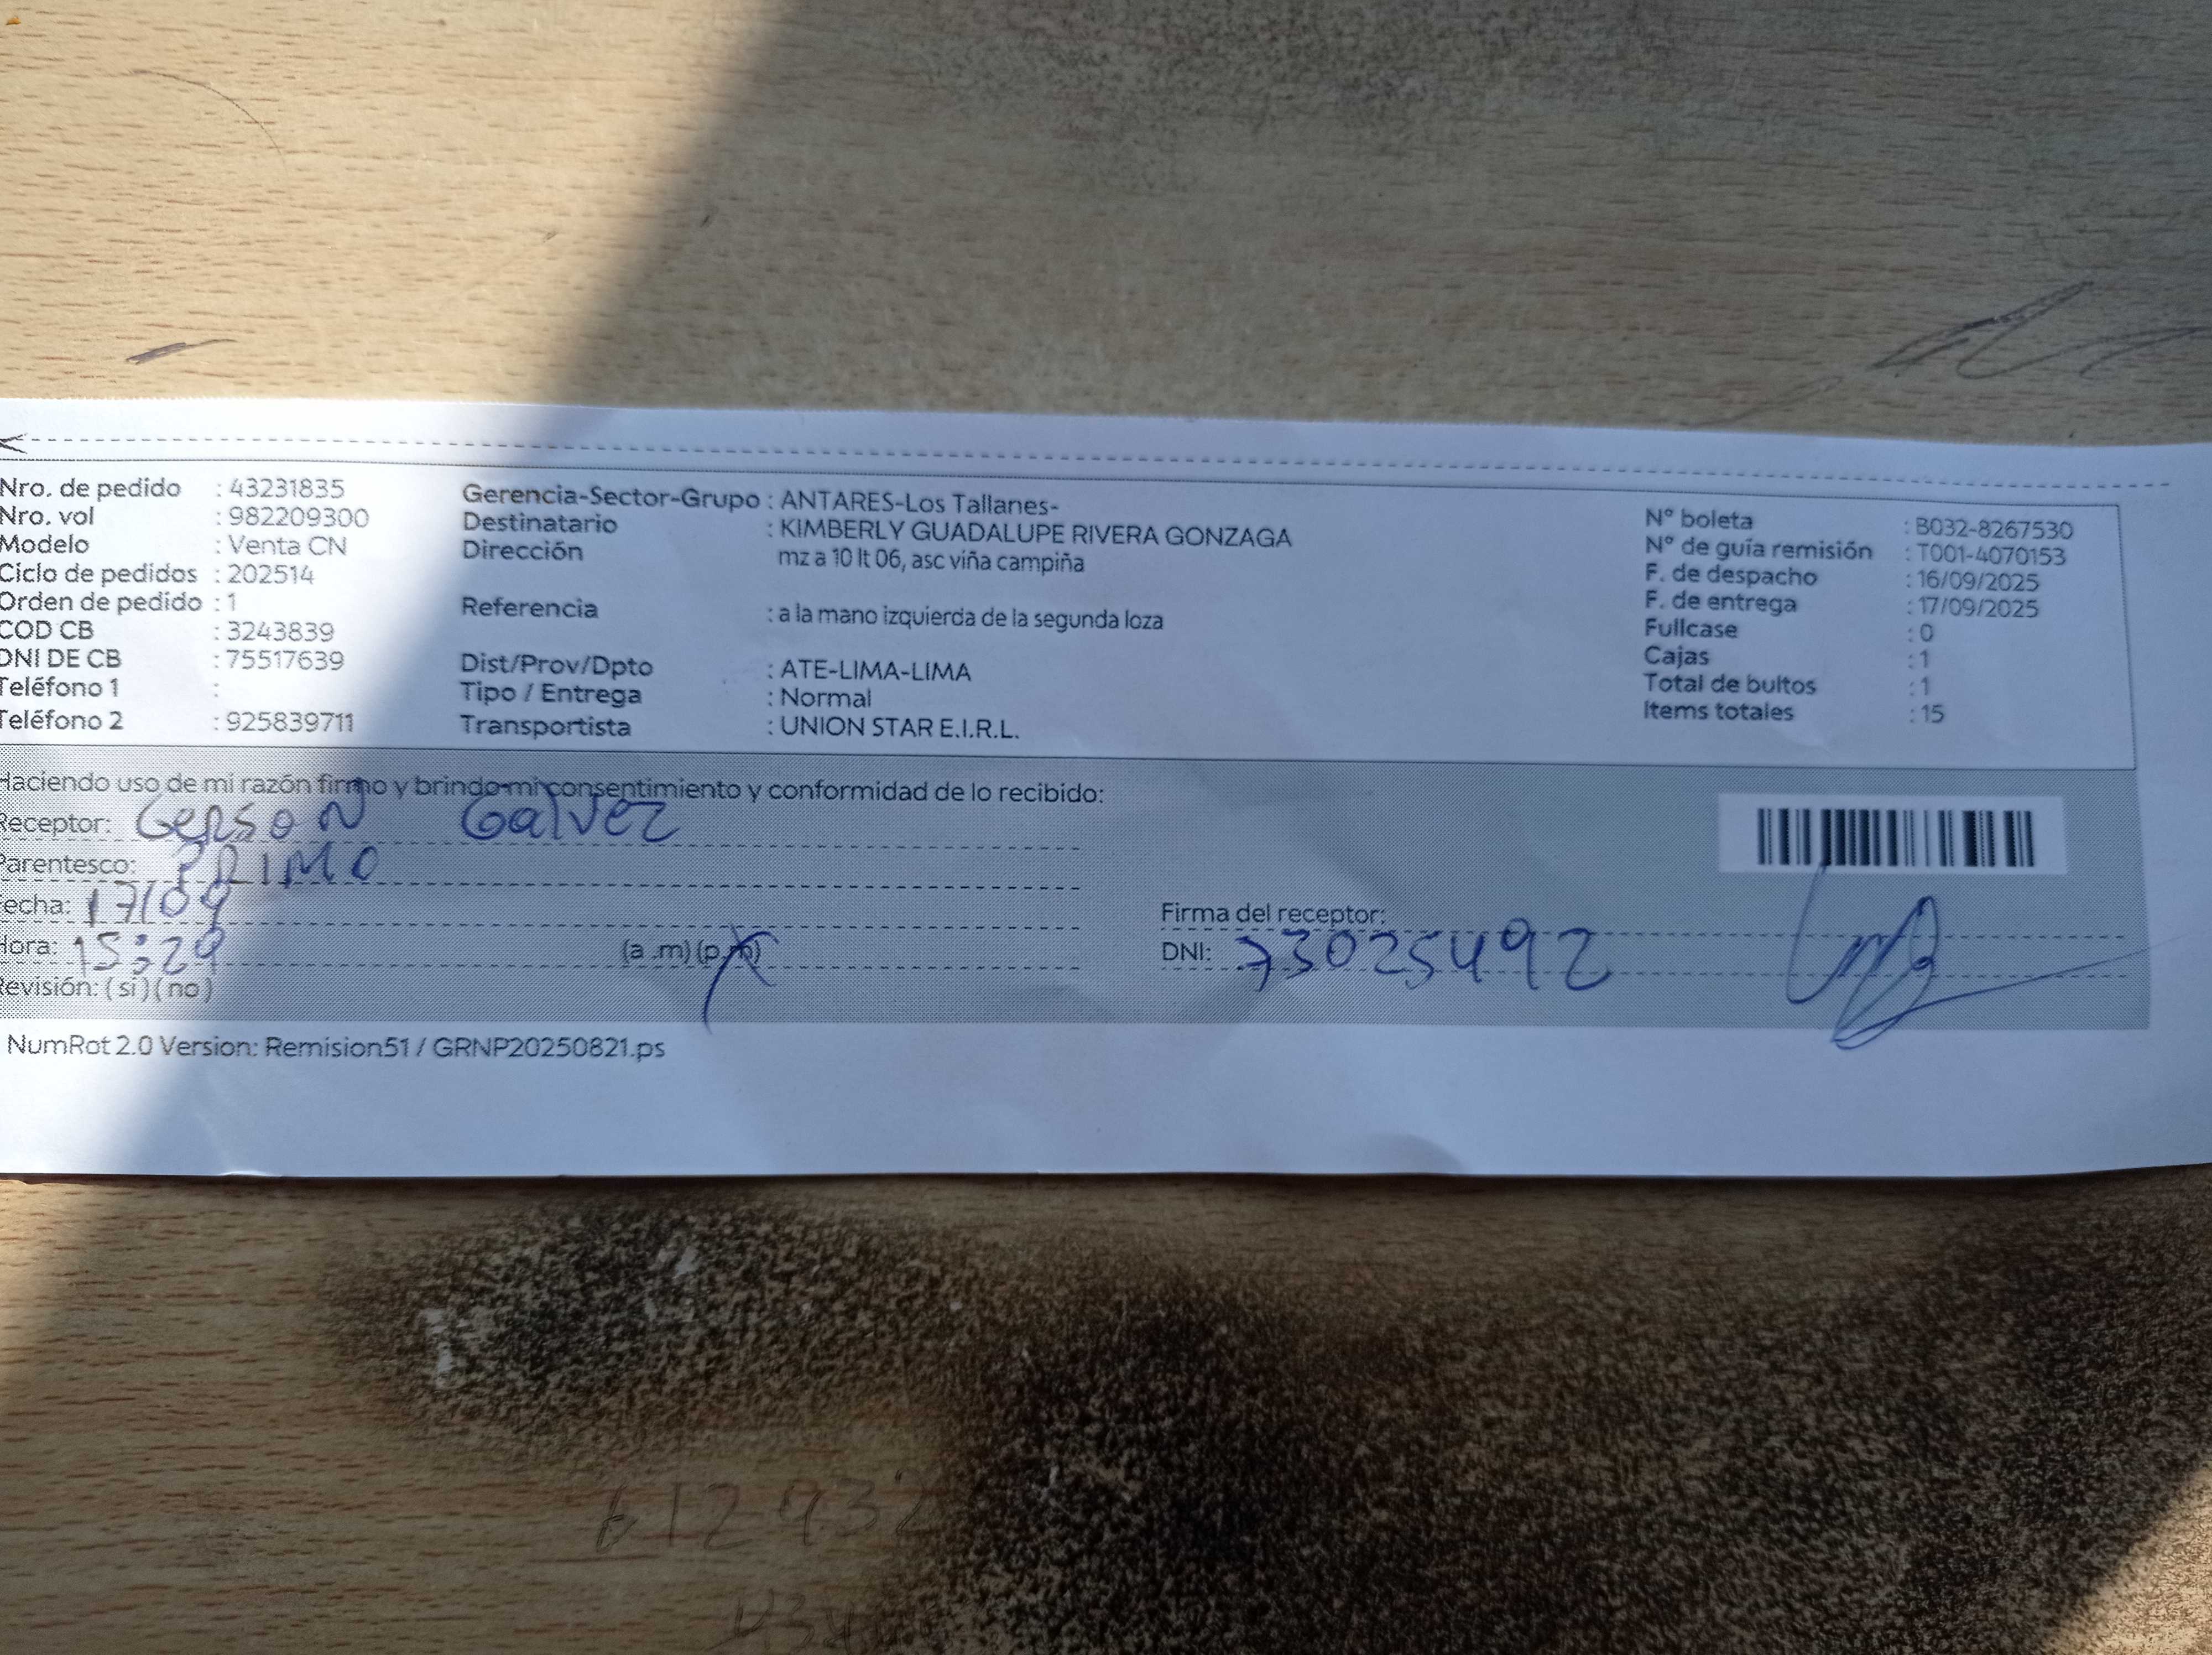 Nro. de pedido : 43231835
Nro. vol : 982209300
Modelo : Venta CN
Ciclo de pedidos : 202514
Orden de pedido : 1
COD CB : 3243839
DNI DE CB : 75517639
Teléfono 1 :
Teléfono 2 : 925839711
Gerencia-Sector-Grupo : ANTARES-Los Tallanes-
Destinatario : KIMBERLY GUADALUPE RIVERA GONZAGA
Dirección mz a 10 lt 06, asc viña campiña
Referencia : a la mano izquierda de la segunda loza
Dist/Prov/Dpto : ATE-LIMA-LIMA
Tipo / Entrega : Normal
Transportista : UNION STAR E.I.R.L.
N° boleta : B032-8267530
N° de guía remisión : T001-4070153
F. de despacho : 16/09/2025
F. de entrega : 17/09/2025
Fullcase : 0
Cajas : 1
Total de bultos : 1
Items totales : 15
Haciendo uso de mi razón firmo y brindo mi consentimiento y conformidad de lo recibido:
Receptor: Gerson Galvez
Parentesco: PRIMO
Fecha: 17/09
Hora: 15:29 (a .m) (p.m)
Revisión: (si) (no)
Firma del receptor:
DNI: 73025492
NumRot 2.0 Version: Remision51 / GRNP20250821.ps
612932